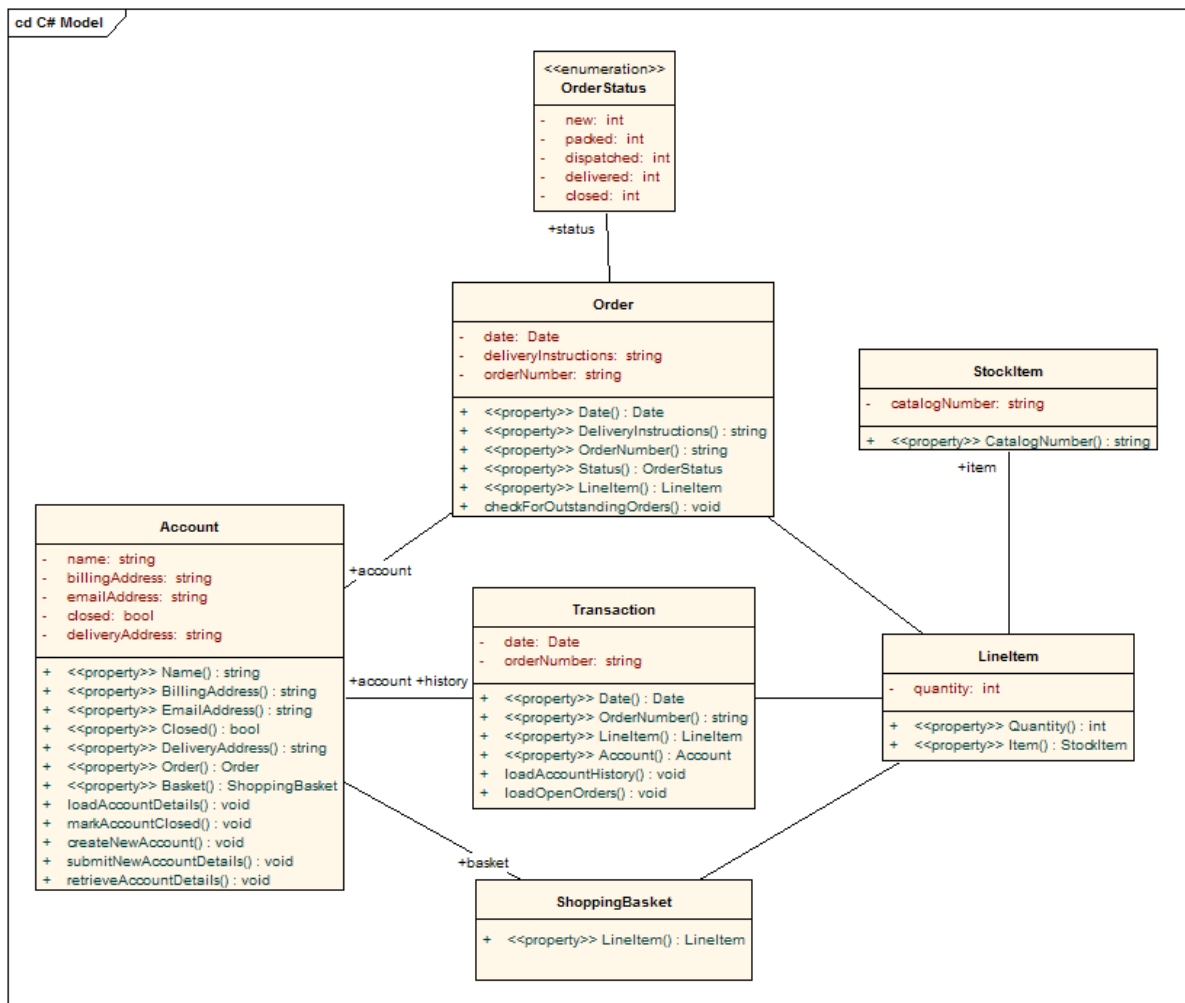 cd C# Model
<<enumeration>>
OrderStatus
- new: int
- packed: int
- dispatched: int
- delivered: int
- closed: int
+status
Order
- date: Date
- deliveryInstructions: string
- orderNumber: string
+ <<property>> Date() : Date
+ <<property>> DeliveryInstructions() : string
+ <<property>> OrderNumber() : string
+ <<property>> Status() : OrderStatus
+ <<property>> LineItem() : LineItem
+ checkForOutstandingOrders() : void
StockItem
- catalogNumber: string
+ <<property>> CatalogNumber() : string
+item
Account
- name: string
- billingAddress: string
- emailAddress: string
- closed: bool
- deliveryAddress: string
+ <<property>> Name() : string
+ <<property>> BillingAddress() : string
+ <<property>> EmailAddress() : string
+ <<property>> Closed() : bool
+ <<property>> DeliveryAddress() : string
+ <<property>> Order() : Order
+ <<property>> Basket() : ShoppingBasket
+ loadAccountDetails() : void
+ markAccountClosed() : void
+ createNewAccount() : void
+ submitNewAccountDetails() : void
+ retrieveAccountDetails() : void
+account
+account +history
+basket
Transaction
- date: Date
- orderNumber: string
+ <<property>> Date() : Date
+ <<property>> OrderNumber() : string
+ <<property>> LineItem() : LineItem
+ <<property>> Account() : Account
+ loadAccountHistory() : void
+ loadOpenOrders() : void
LineItem
- quantity: int
+ <<property>> Quantity() : int
+ <<property>> Item() : StockItem
ShoppingBasket
+ <<property>> LineItem() : LineItem